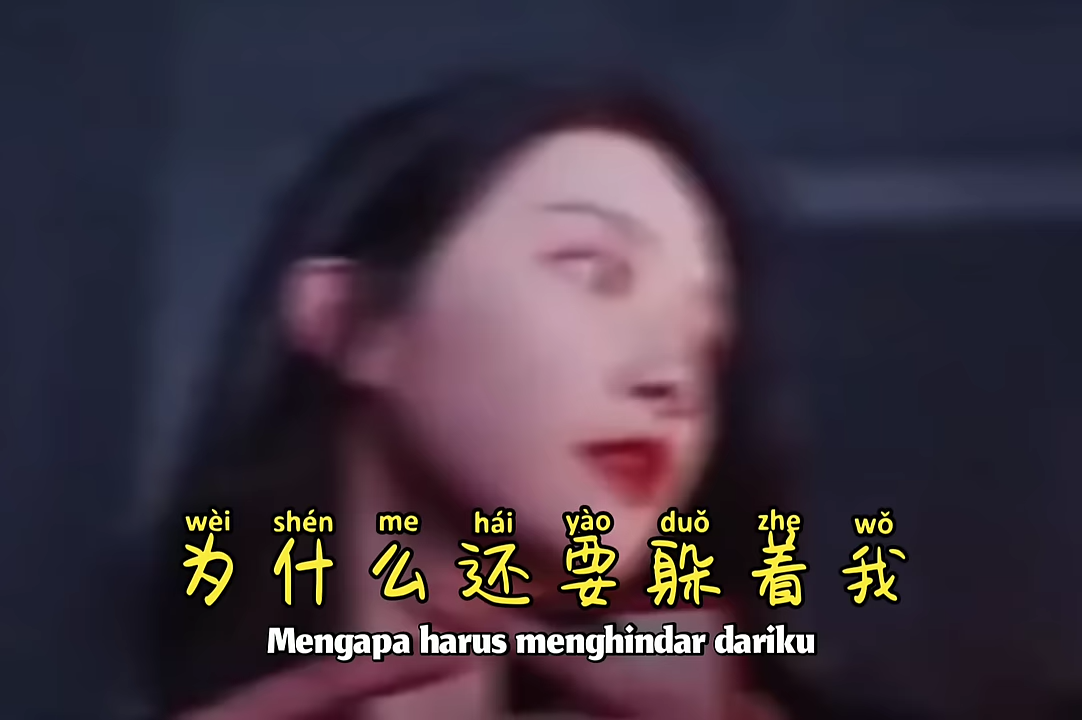 wèi shén me hái yào duǒ zhe wǒ
为什么还要躲着我
Mengapa harus menghindar dariku